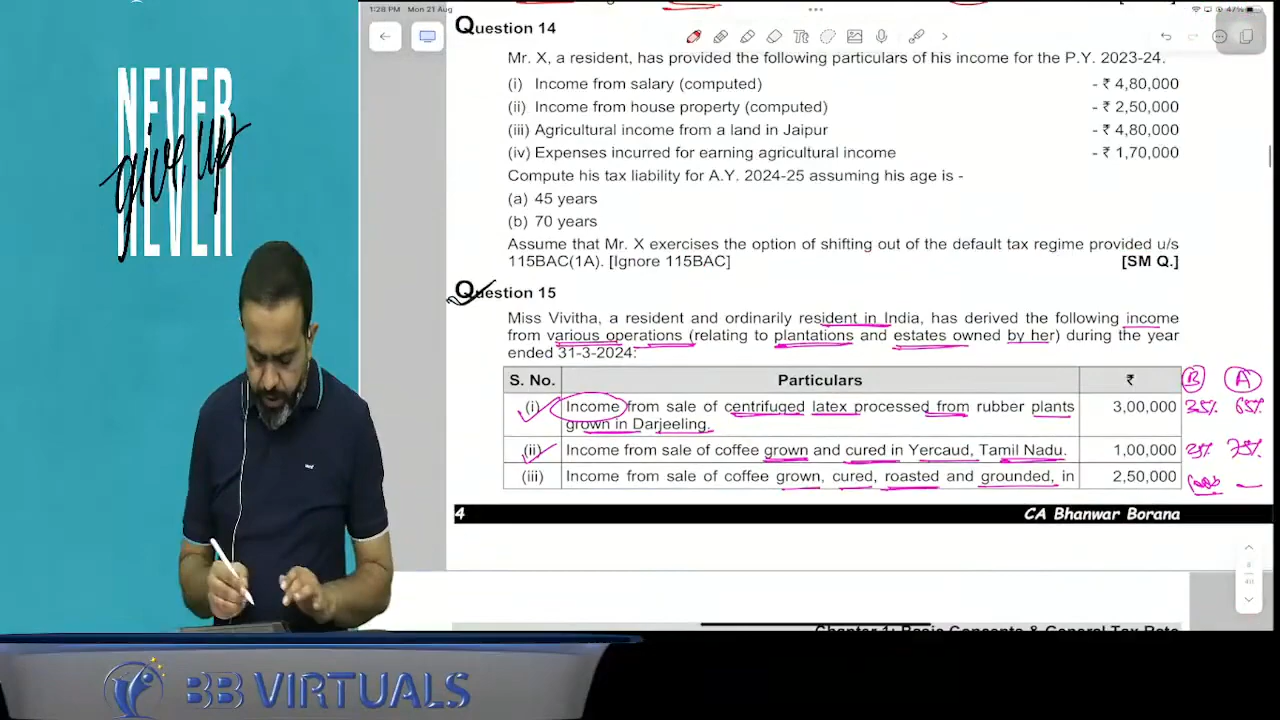 1:28 PM Mon 21 Aug
47%
NEVER
give up
NEVER
Question 14
Mr. X, a resident, has provided the following particulars of his income for the P.Y. 2023-24.
(i) Income from salary (computed) - ₹ 4,80,000
(ii) Income from house property (computed) - ₹ 2,50,000
(iii) Agricultural income from a land in Jaipur - ₹ 4,80,000
(iv) Expenses incurred for earning agricultural income - ₹ 1,70,000
Compute his tax liability for A.Y. 2024-25 assuming his age is -
(a) 45 years
(b) 70 years
Assume that Mr. X exercises the option of shifting out of the default tax regime provided u/s
115BAC(1A). [Ignore 115BAC] [SM Q.]
Question 15
Miss Vivitha, a resident and ordinarily resident in India, has derived the following income
from various operations (relating to plantations and estates owned by her) during the year
ended 31-3-2024:
S. No. Particulars ₹ B A
(i) Income from sale of centrifuged latex processed from rubber plants 3,00,000 35% 65%
grown in Darjeeling.
(ii) Income from sale of coffee grown and cured in Yercaud, Tamil Nadu. 1,00,000 25% 75%
(iii) Income from sale of coffee grown, cured, roasted and grounded, in 2,50,000 100% —
4 CA Bhanwar Borana
Chapter 1: Basic Concepts & General Tax Rate
BB VIRTUALS